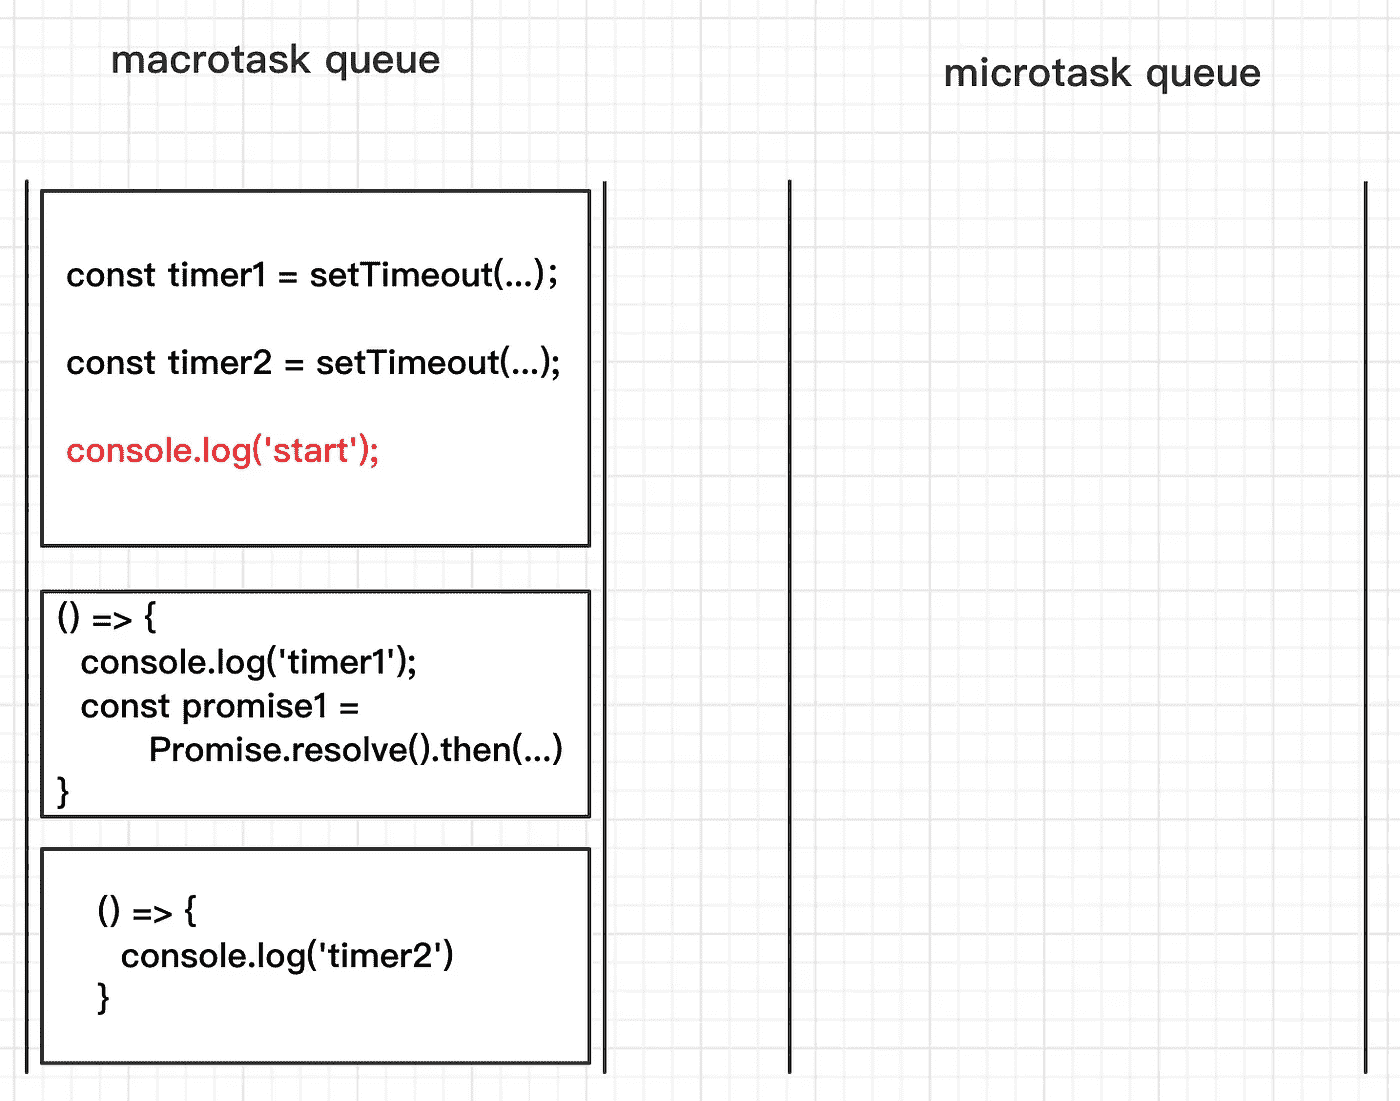 macrotask queue
microtask queue
const timer1 = setTimeout(...);
const timer2 = setTimeout(...);
console.log('start');
() => {
console.log('timer1');
const promise1 =
Promise.resolve().then(...)
}
() => {
console.log('timer2')
}